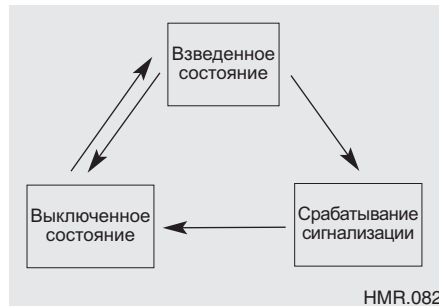 Взведенное
состояние
Выключенное
состояние
Срабатывание
сигнализации
HMR.082